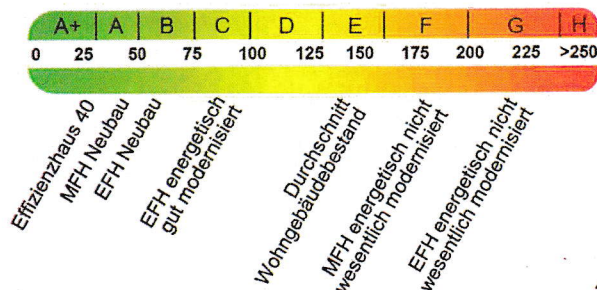 A+ A B C D E F G H
0 25 50 75 100 125 150 175 200 225 >250
Effizienzhaus 40
MFH Neubau
EFH Neubau
EFH energetisch
gut modernisiert
Durchschnitt
Wohngebäudebestand
MFH energetisch nicht
wesentlich modernisiert
EFH energetisch nicht
wesentlich modernisiert